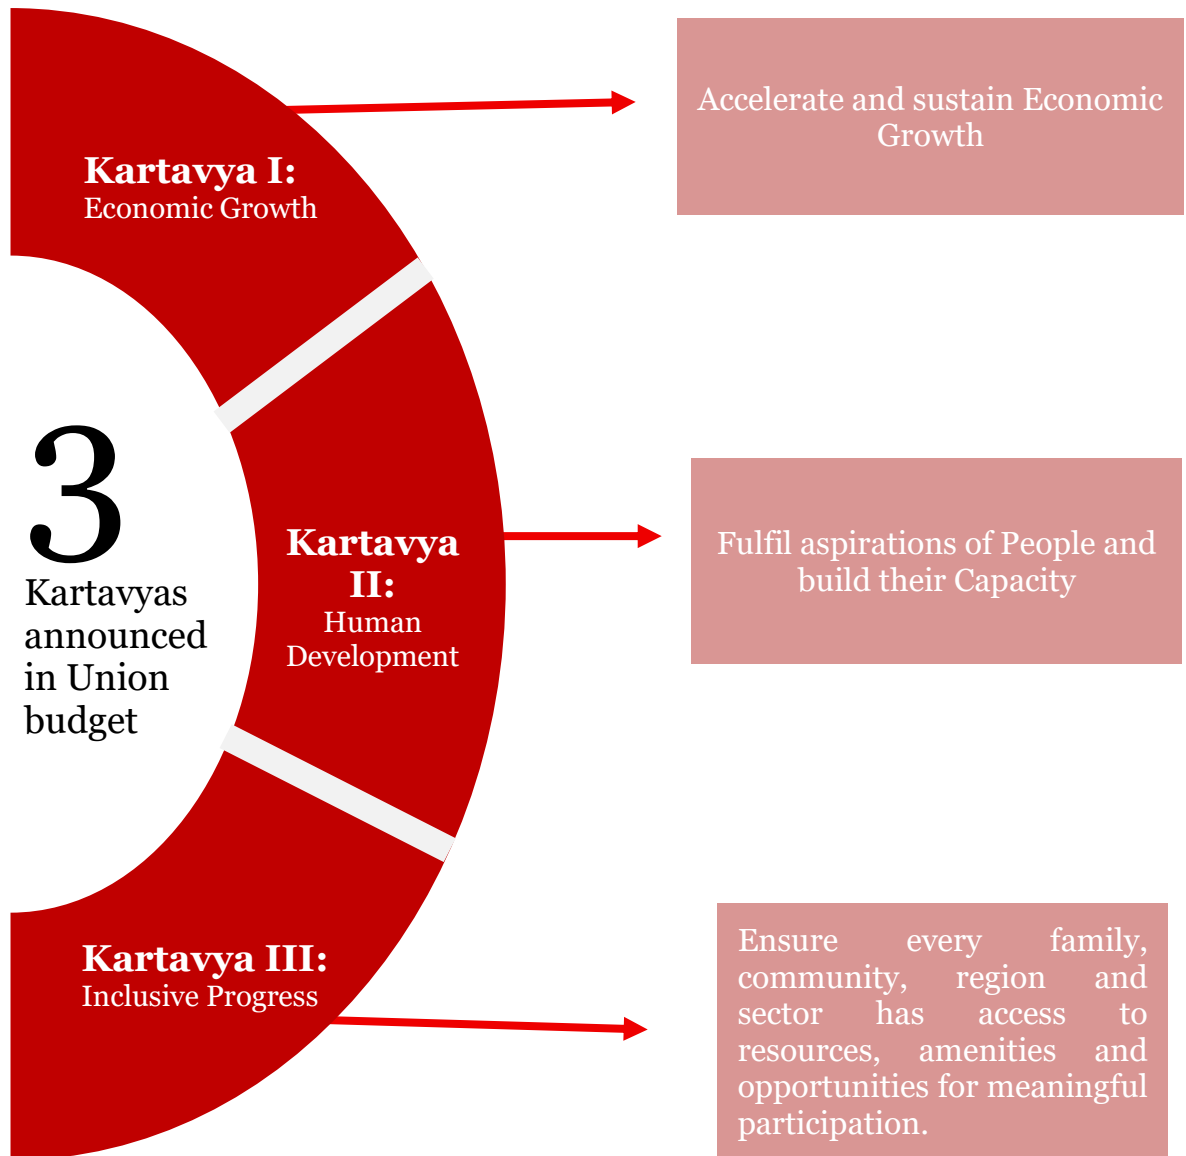 3
Kartavyas
announced
in Union
budget
Kartavya I:
Economic Growth
Accelerate and sustain Economic
Growth
Kartavya
II:
Human
Development
Fulfil aspirations of People and
build their Capacity
Kartavya III:
Inclusive Progress
Ensure every family,
community, region and
sector has access to
resources, amenities and
opportunities for meaningful
participation.